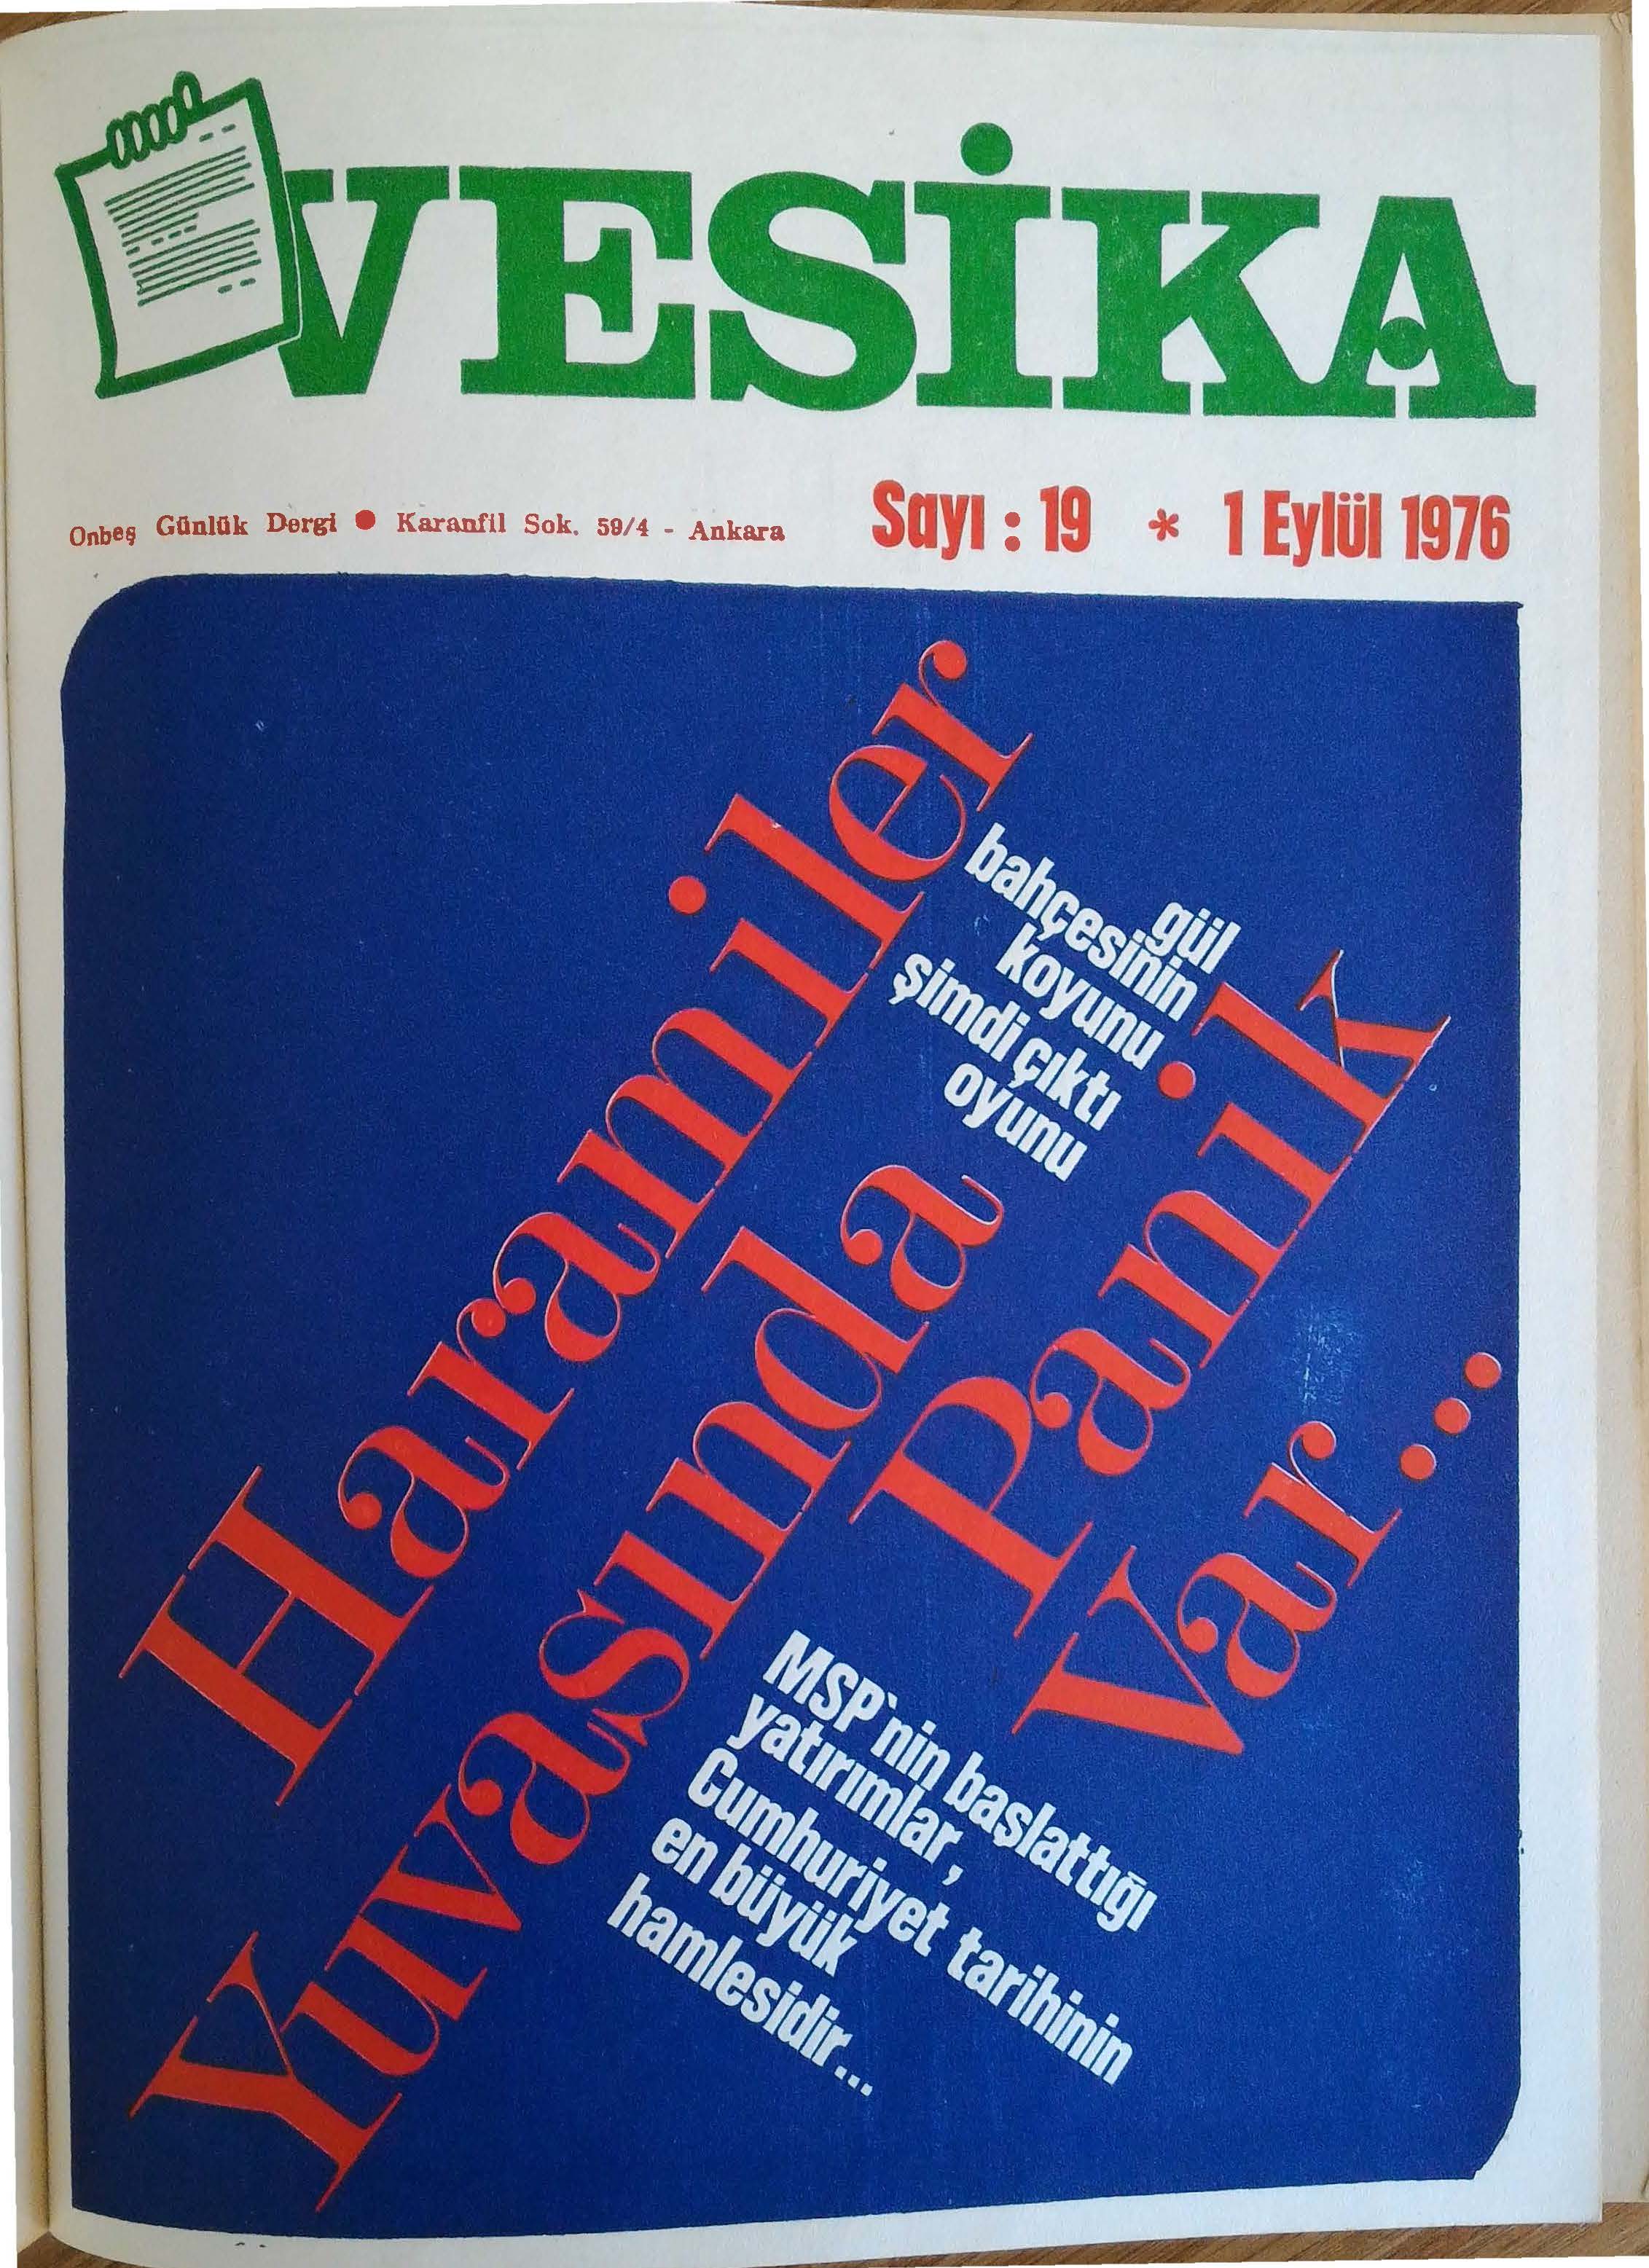 VESİKA
Onbeş Günlük Dergi ● Karanfil Sok. 59/4 - Ankara
Sayı : 19 * 1 Eylül 1976
Haramiler
Yuvasında
Panik
Var...
gül
bahçesinin
koyunu
şimdi çıktı
oyunu
MSP'nin başlattığı
yatırımlar,
Cumhuriyet tarihinin
en büyük
hamlesidir...